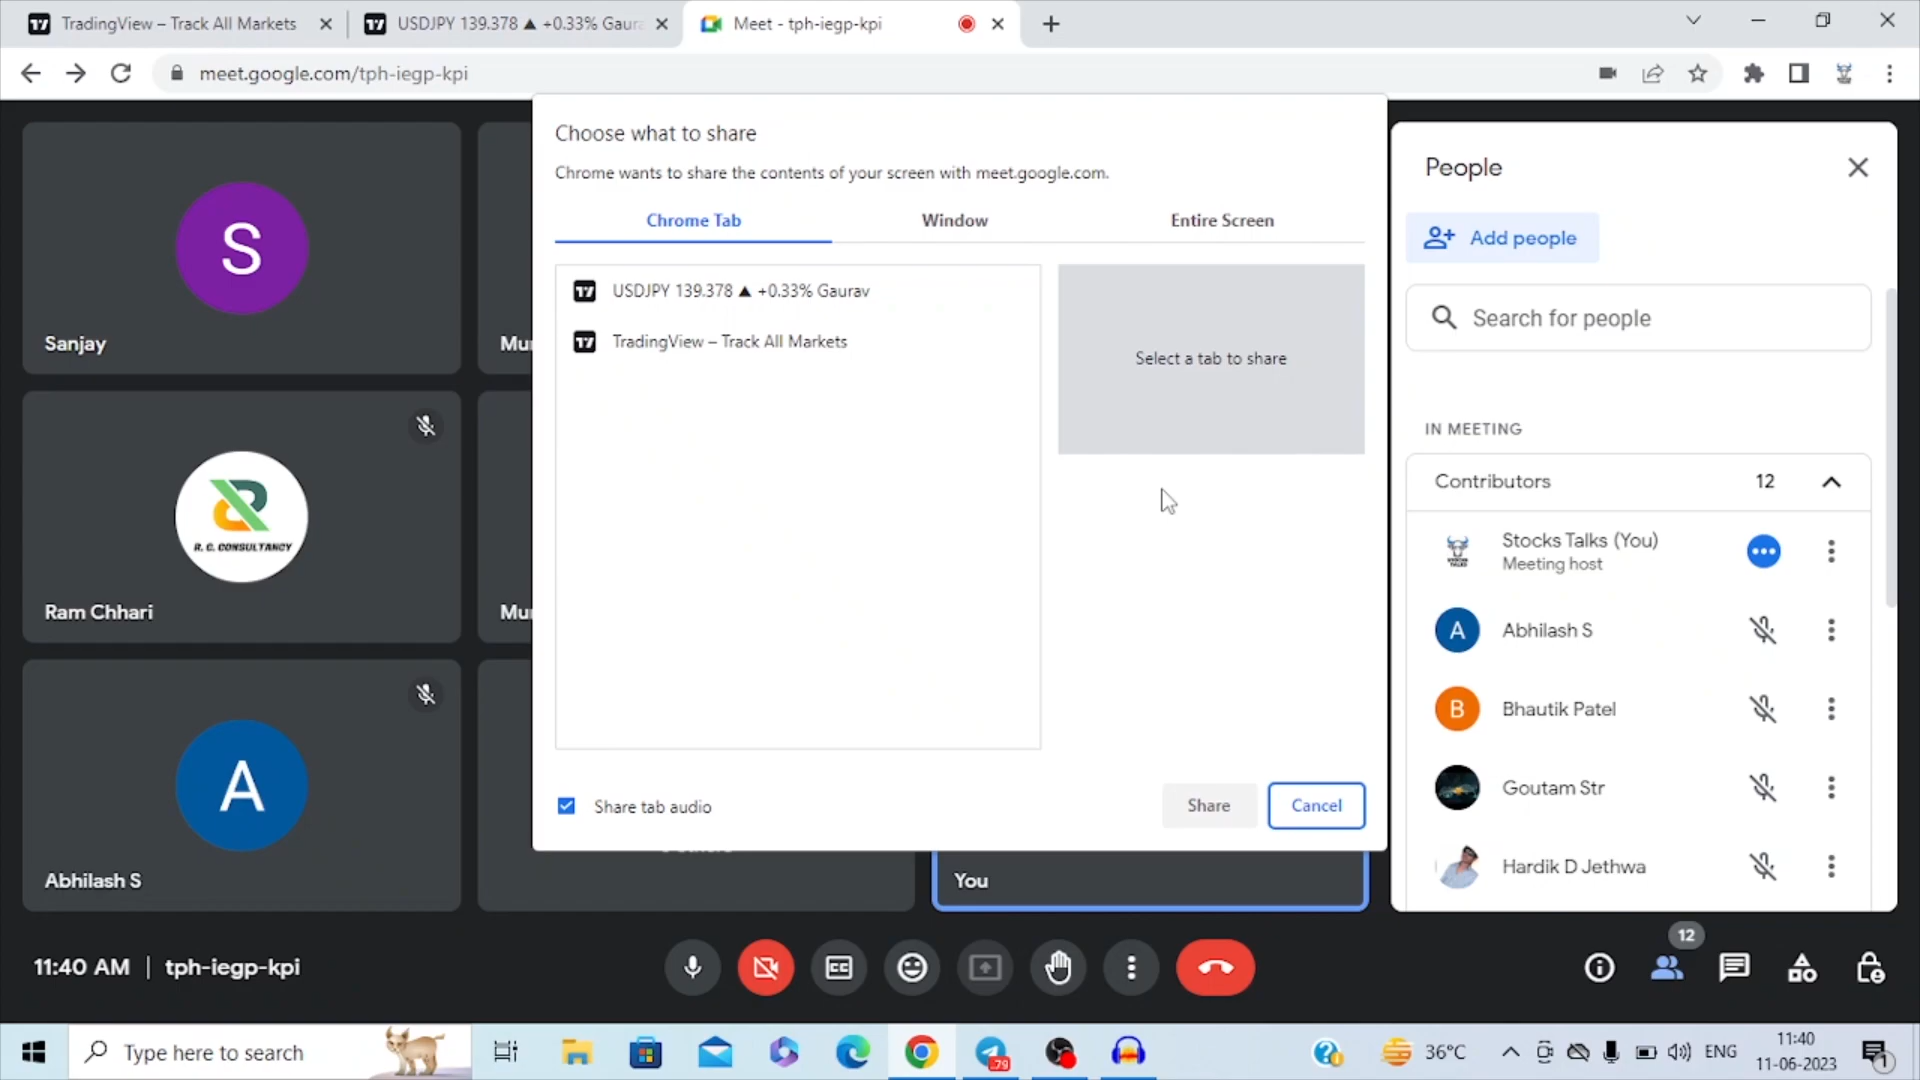 TradingView – Track All Markets
USDJPY 139.378 ▲ +0.33% Gaura
Meet - tph-iegp-kpi
meet.google.com/tph-iegp-kpi
Choose what to share
Chrome wants to share the contents of your screen with meet.google.com.
Chrome Tab
Window
Entire Screen
USDJPY 139.378 ▲ +0.33% Gaurav
TradingView – Track All Markets
Select a tab to share
Share tab audio
Share
Cancel
S
Sanjay
Mu
R. C. CONSULTANCY
Ram Chhari
Mu
A
Abhilash S
You
People
Add people
Search for people
IN MEETING
Contributors 12
Stocks Talks (You)
Meeting host
A Abhilash S
B Bhautik Patel
Goutam Str
Hardik D Jethwa
11:40 AM | tph-iegp-kpi
12
Type here to search
79
36°C
ENG
11:40
11-06-2023
1